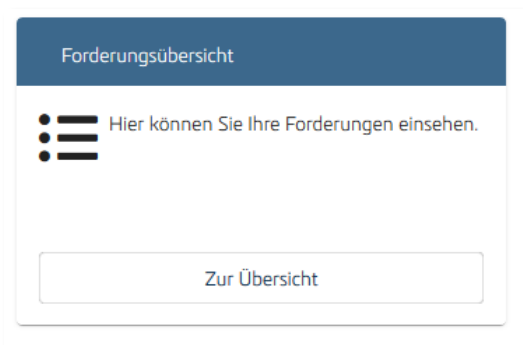 Forderungsübersicht
Hier können Sie Ihre Forderungen einsehen.
Zur Übersicht